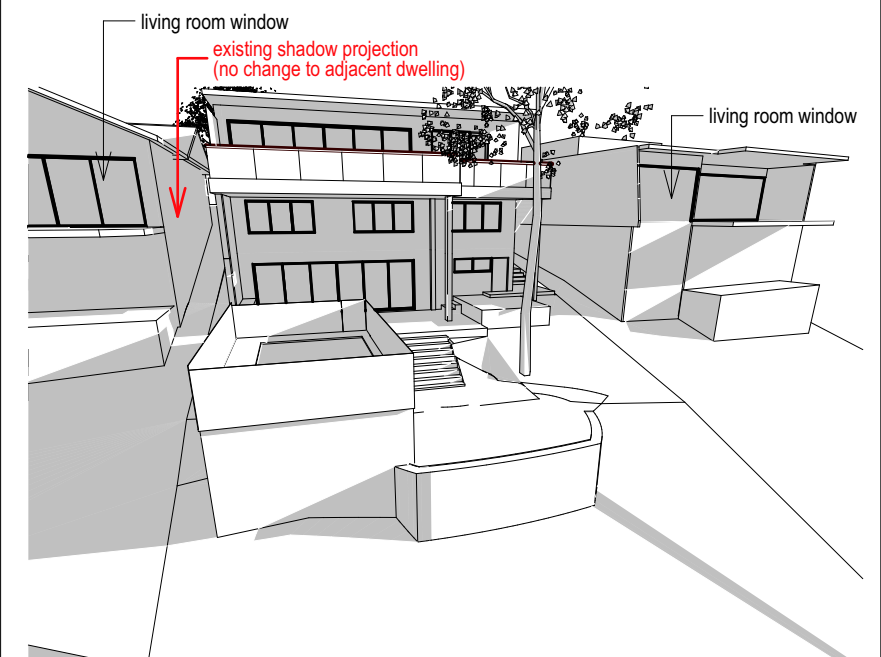 living room window
existing shadow projection
(no change to adjacent dwelling)
living room window